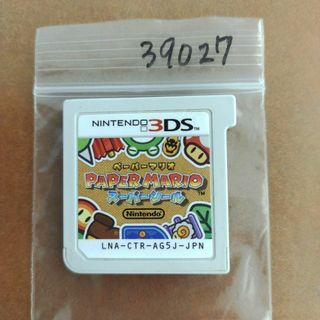 39027
NINTENDO 3DS™
ペーパーマリオ
PAPER MARIO
スーパーシール
Nintendo
LNA-CTR-AG5J-JPN